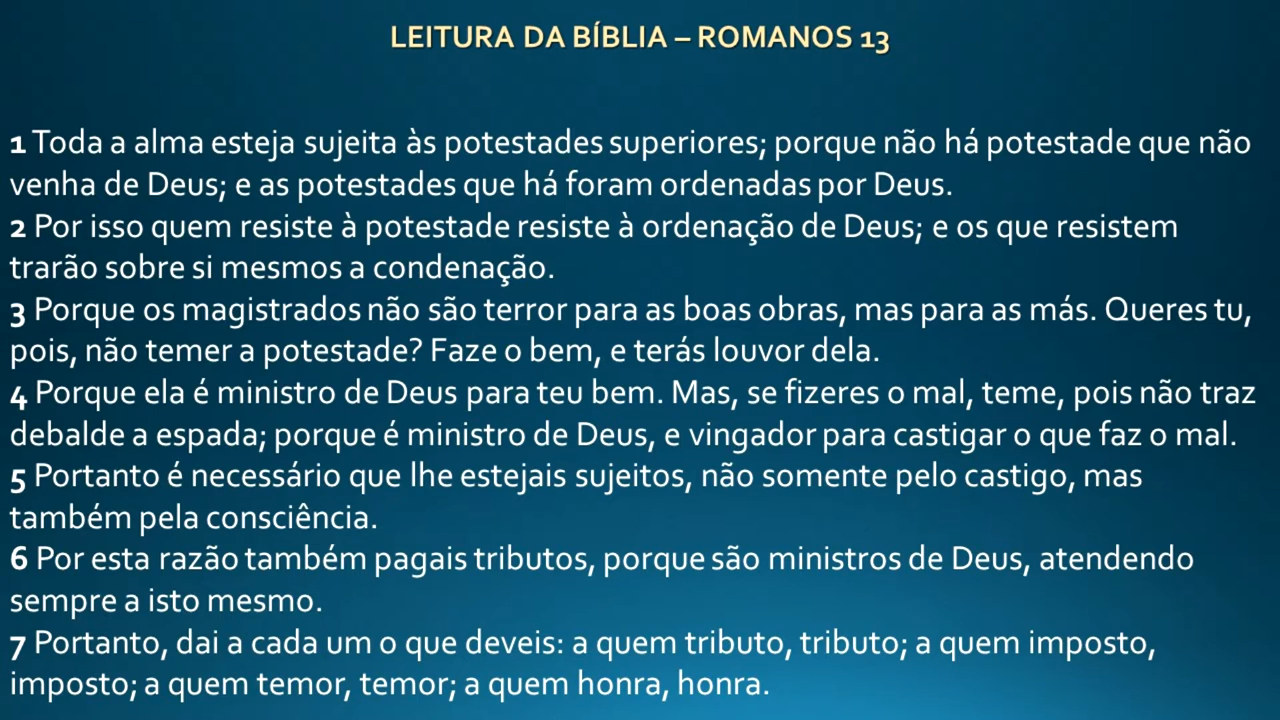 LEITURA DA BÍBLIA – ROMANOS 13
1 Toda a alma esteja sujeita às potestades superiores; porque não há potestade que não
venha de Deus; e as potestades que há foram ordenadas por Deus.
2 Por isso quem resiste à potestade resiste à ordenação de Deus; e os que resistem
trarão sobre si mesmos a condenação.
3 Porque os magistrados não são terror para as boas obras, mas para as más. Queres tu,
pois, não temer a potestade? Faze o bem, e terás louvor dela.
4 Porque ela é ministro de Deus para teu bem. Mas, se fizeres o mal, teme, pois não traz
debalde a espada; porque é ministro de Deus, e vingador para castigar o que faz o mal.
5 Portanto é necessário que lhe estejais sujeitos, não somente pelo castigo, mas
também pela consciência.
6 Por esta razão também pagais tributos, porque são ministros de Deus, atendendo
sempre a isto mesmo.
7 Portanto, dai a cada um o que deveis: a quem tributo, tributo; a quem imposto,
imposto; a quem temor, temor; a quem honra, honra.